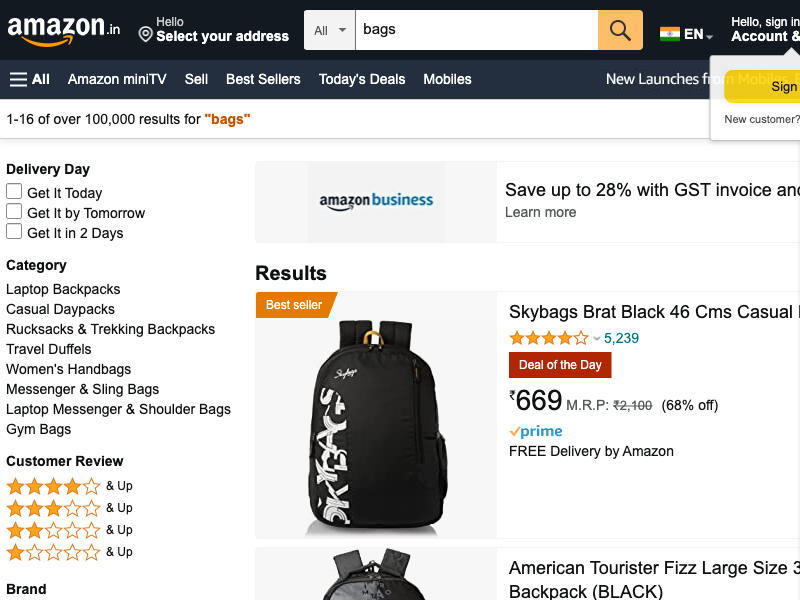 amazon.in
Hello
Select your address
All
bags
EN
Hello, sign in
Account &
All
Amazon miniTV
Sell
Best Sellers
Today's Deals
Mobiles
New Launches from Mobiles, E
Sign
New customer?
1-16 of over 100,000 results for "bags"
Delivery Day
Get It Today
Get It by Tomorrow
Get It in 2 Days
Category
Laptop Backpacks
Casual Daypacks
Rucksacks & Trekking Backpacks
Travel Duffels
Women's Handbags
Messenger & Sling Bags
Laptop Messenger & Shoulder Bags
Gym Bags
Customer Review
& Up
& Up
& Up
& Up
Brand
amazon business
Save up to 28% with GST invoice and
Learn more
Results
Best seller
Skybags
SKYBAGS
Skybags Brat Black 46 Cms Casual
5,239
Deal of the Day
₹669 M.R.P: ₹2,100 (68% off)
prime
FREE Delivery by Amazon
American Tourister Fizz Large Size 3
Backpack (BLACK)